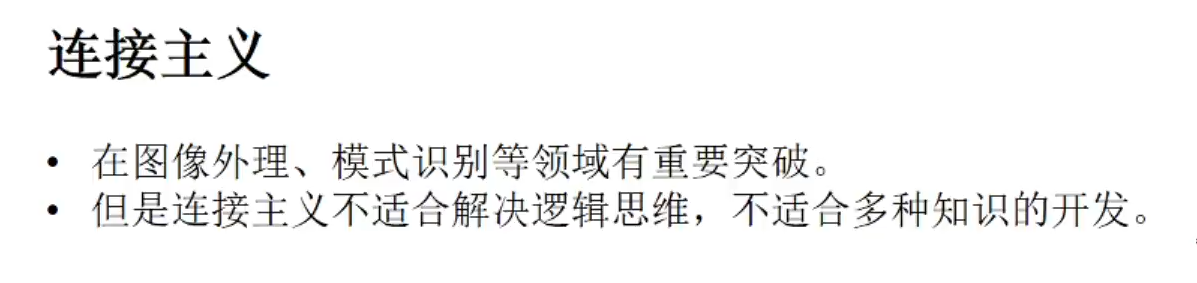 连接主义
• 在图像外理、模式识别等领域有重要突破。
• 但是连接主义不适合解决逻辑思维，不适合多种知识的开发。